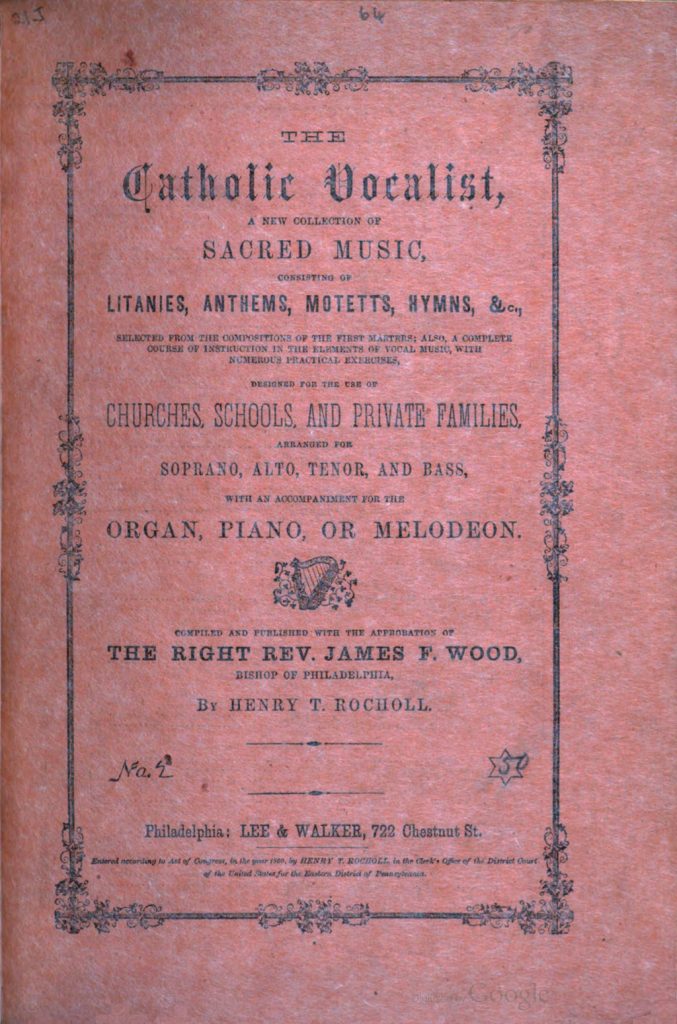 64
THE
Catholic Vocalist,
A NEW COLLECTION OF
SACRED MUSIC,
CONSISTING OF
LITANIES, ANTHEMS, MOTETTS, HYMNS, &c.,
SELECTED FROM THE COMPOSITIONS OF THE FIRST MASTERS; ALSO, A COMPLETE
COURSE OF INSTRUCTION IN THE ELEMENTS OF VOCAL MUSIC, WITH
NUMEROUS PRACTICAL EXERCISES,
DESIGNED FOR THE USE OF
CHURCHES, SCHOOLS, AND PRIVATE FAMILIES,
ARRANGED FOR
SOPRANO, ALTO, TENOR, AND BASS,
WITH AN ACCOMPANIMENT FOR THE
ORGAN, PIANO, OR MELODEON.
COMPILED AND PUBLISHED WITH THE APPROBATION OF
THE RIGHT REV. JAMES F. WOOD,
BISHOP OF PHILADELPHIA,
BY HENRY T. ROCHOLL.
No.
Philadelphia: LEE & WALKER, 722 Chestnut St.
Entered according to Act of Congress, in the year 1860, by HENRY T. ROCHOLL, in the Clerk's Office of the District Court
of the United States for the Eastern District of Pennsylvania.
Digitized by Google